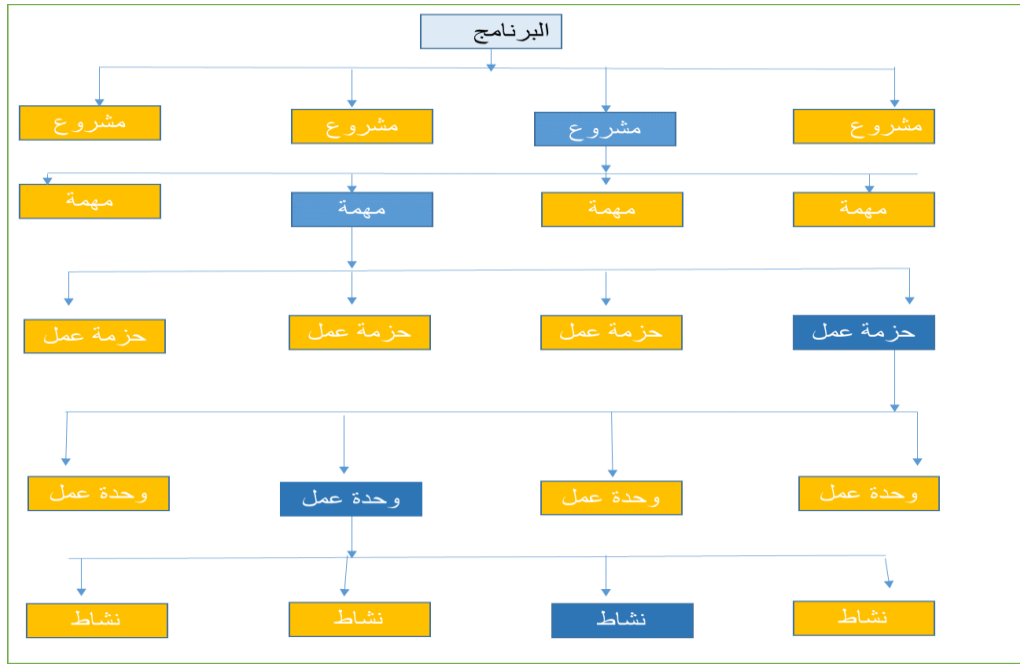 البرنامج
مشروع
مشروع
مشروع
مشروع
مهمة
مهمة
مهمة
مهمة
حزمة عمل
حزمة عمل
حزمة عمل
حزمة عمل
وحدة عمل
وحدة عمل
وحدة عمل
وحدة عمل
نشاط
نشاط
نشاط
نشاط